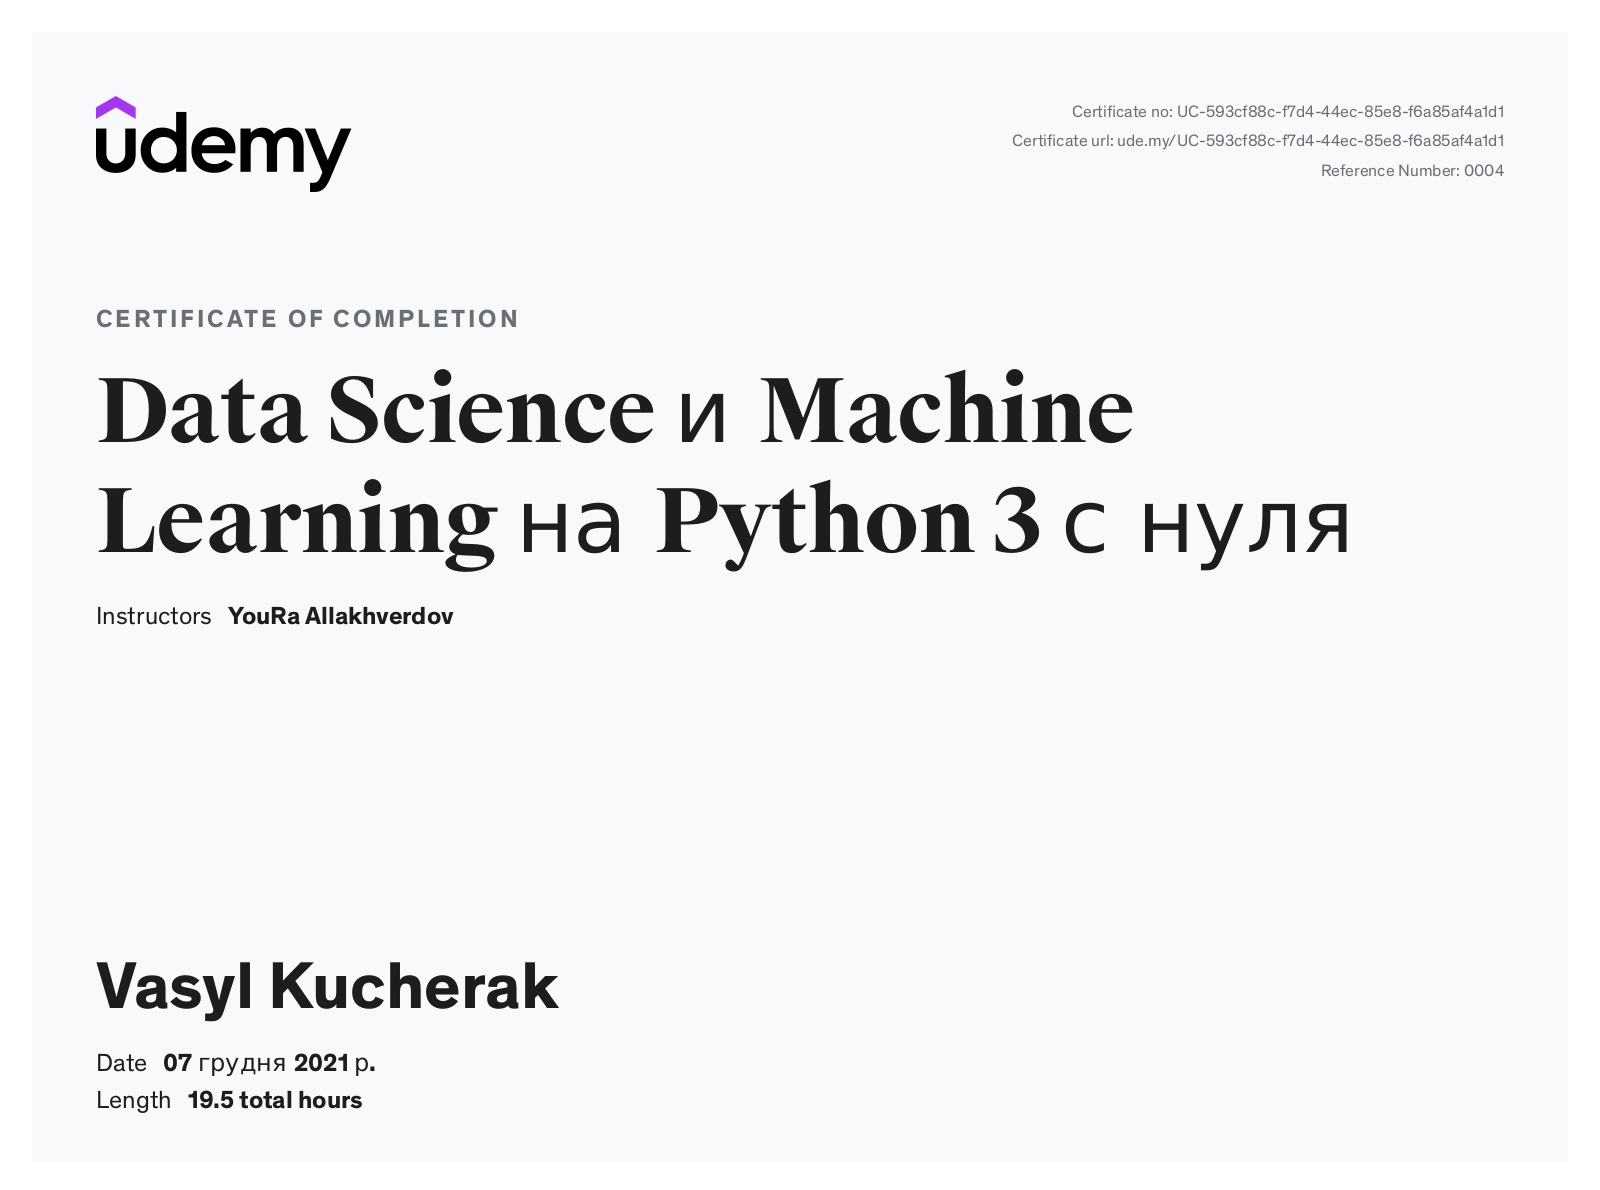 udemy
Certificate no: UC-593cf88c-f7d4-44ec-85e8-f6a85af4a1d1
Certificate url: ude.my/UC-593cf88c-f7d4-44ec-85e8-f6a85af4a1d1
Reference Number: 0004
CERTIFICATE OF COMPLETION
Data Science и Machine
Learning на Python 3 с нуля
Instructors YouRa Allakhverdov
Vasyl Kucherak
Date 07 грудня 2021 р.
Length 19.5 total hours